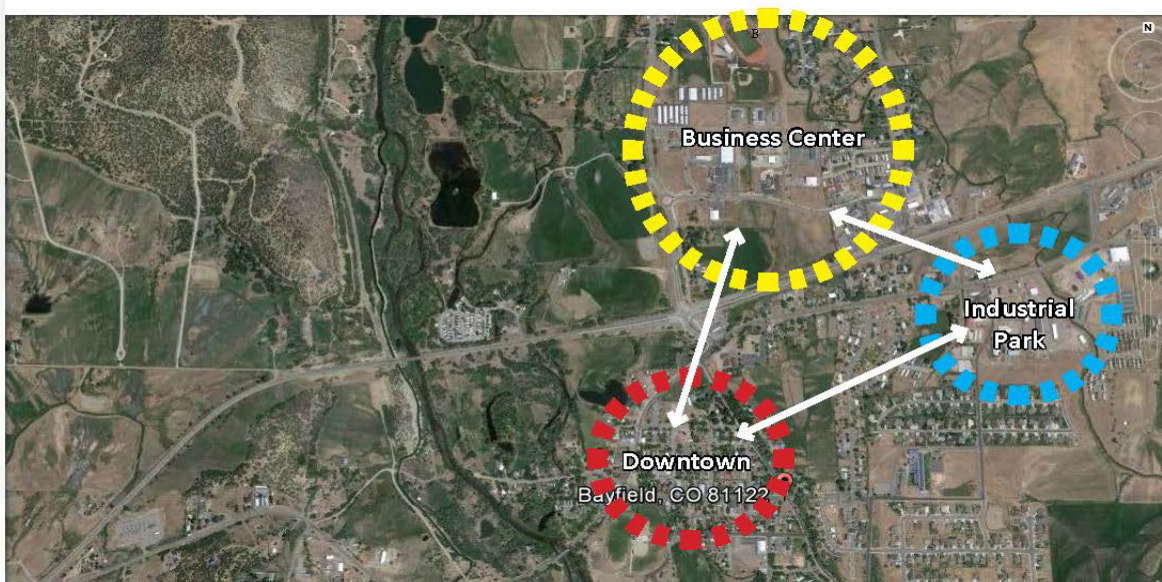 N
Business Center
Industrial
Park
Downtown
Bayfield, CO 81122